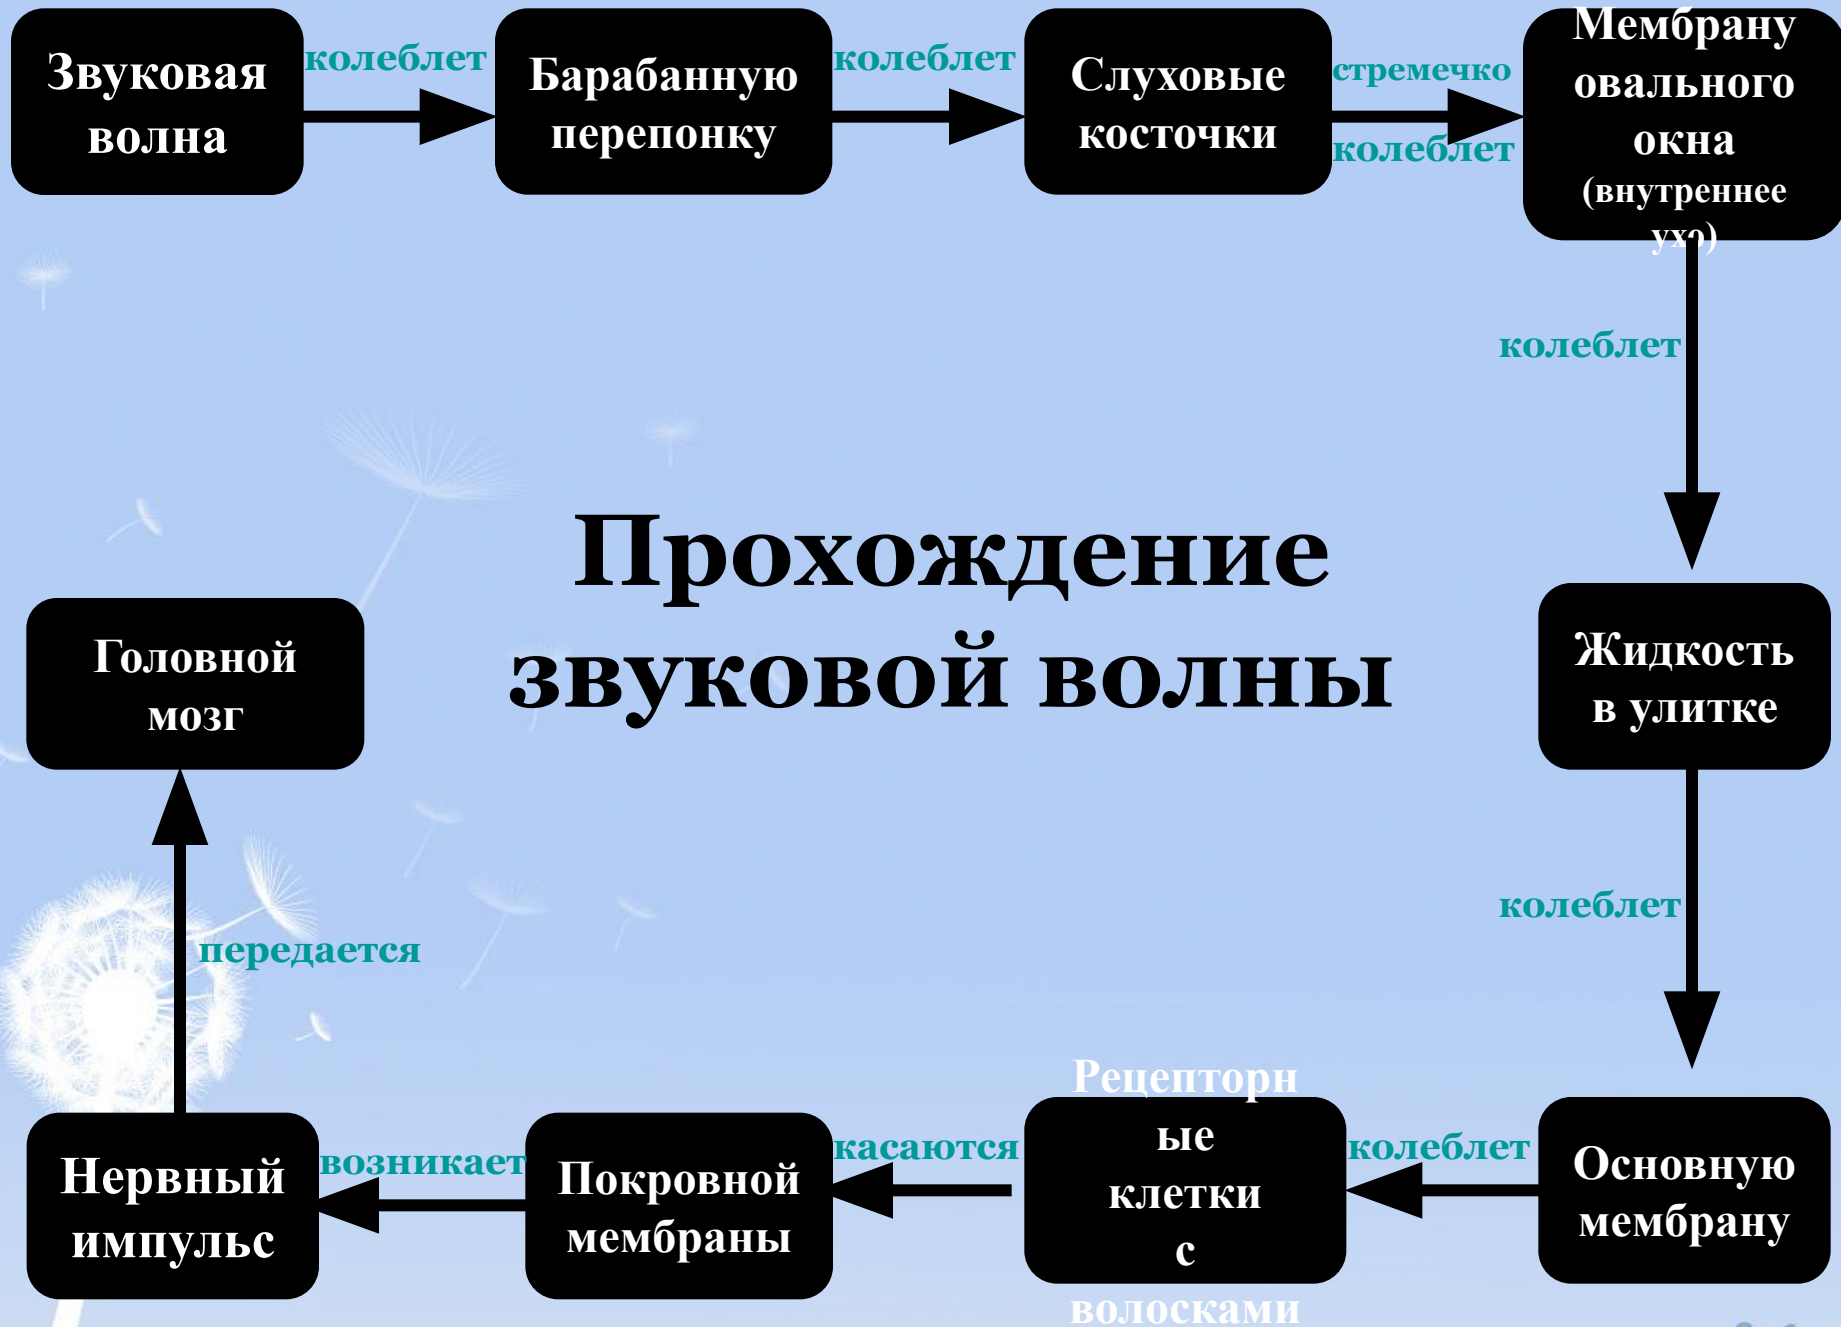 Звуковая
волна
колеблет
Барабанную
перепонку
колеблет
Слуховые
косточки
стремечко
колеблет
Мембрану
овального
окна
(внутреннее
ухо)
колеблет
Прохождение
звуковой волны
Жидкость
в улитке
колеблет
Основную
мембрану
колеблет
Рецепторн
ые
клетки
с
волосками
касаются
Покровной
мембраны
возникает
Нервный
импульс
передается
Головной
мозг